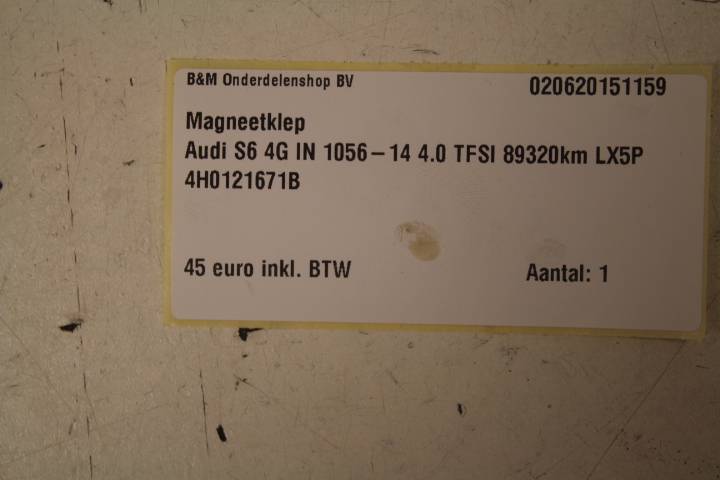 B&M Onderdelenshop BV 020620151159
Magneetklep
Audi S6 4G IN 1056-14 4.0 TFSI 89320km LX5P
4H0121671B
45 euro inkl. BTW Aantal: 1